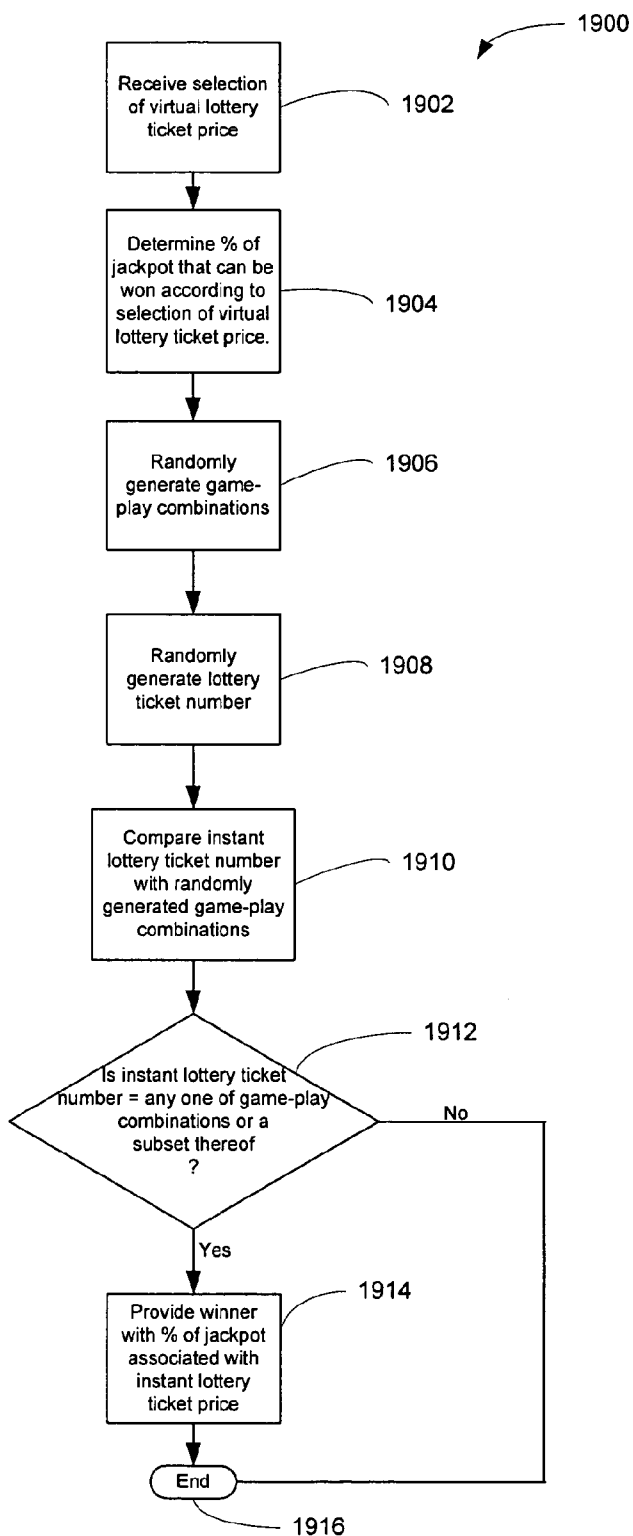 1900
Receive selection
of virtual lottery
ticket price
1902
Determine % of
jackpot that can be
won according to
selection of virtual
lottery ticket price.
1904
Randomly
generate game-
play combinations
1906
Randomly
generate lottery
ticket number
1908
Compare instant
lottery ticket number
with randomly
generated game-play
combinations
1910
1912
Is instant lottery ticket
number = any one of game-play
combinations or a
subset thereof
?
No
Yes
1914
Provide winner
with % of jackpot
associated with
instant lottery
ticket price
End
1916